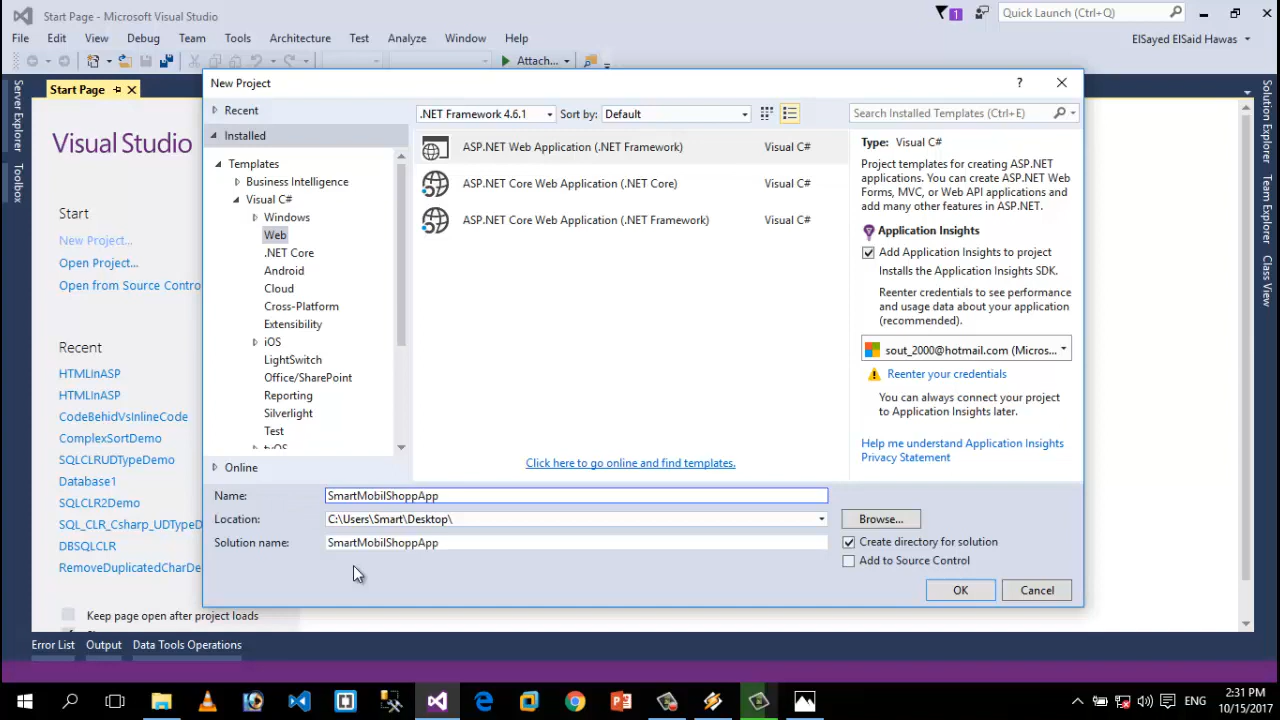 Start Page - Microsoft Visual Studio
1
Quick Launch (Ctrl+Q)
File Edit View Debug Team Tools Architecture Test Analyze Window Help
ElSayed ElSaid Hawas
Attach...
Server Explorer
Toolbox
Start Page
Visual Studio
Start
New Project...
Open Project...
Open from Source Contro
Recent
HTMLInASP
HTMLInASP
CodeBehidVsInlineCode
ComplexSortDemo
SQLCLRUDTypeDemo
Database1
SQLCLR2Demo
SQL_CLR_Csharp_UDTypeD
DBSQLCLR
RemoveDuplicatedCharDe
Keep page open after project loads
New Project
?
Recent
Installed
Templates
Business Intelligence
Visual C#
Windows
Web
.NET Core
Android
Cloud
Cross-Platform
Extensibility
iOS
LightSwitch
Office/SharePoint
Reporting
Silverlight
Test
tvOS
Online
.NET Framework 4.6.1 Sort by: Default
Search Installed Templates (Ctrl+E)
ASP.NET Web Application (.NET Framework) Visual C#
ASP.NET Core Web Application (.NET Core) Visual C#
ASP.NET Core Web Application (.NET Framework) Visual C#
Click here to go online and find templates.
Type: Visual C#
Project templates for creating ASP.NET
applications. You can create ASP.NET Web
Forms, MVC, or Web API applications and
add many other features in ASP.NET.
Application Insights
Add Application Insights to project
Installs the Application Insights SDK.
Reenter credentials to see performance
and usage data about your application
(recommended).
sout_2000@hotmail.com (Micros...
Reenter your credentials
You can always connect your project
to Application Insights later.
Help me understand Application Insights
Privacy Statement
Name: SmartMobilShoppApp
Location: C:\Users\Smart\Desktop\
Browse...
Solution name: SmartMobilShoppApp
Create directory for solution
Add to Source Control
OK Cancel
Solution Explorer
Team Explorer
Class View
Error List Output Data Tools Operations
ENG
2:31 PM
10/15/2017